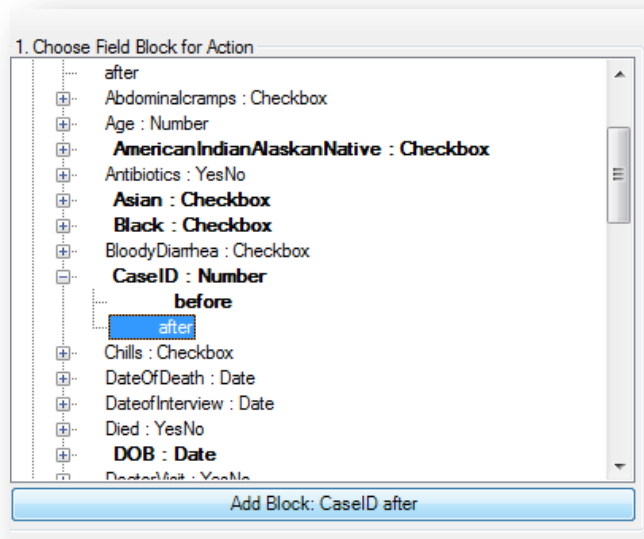 1. Choose Field Block for Action
after
Abdominalcramps : Checkbox
Age : Number
AmericanIndianAlaskanNative : Checkbox
Antibiotics : YesNo
Asian : Checkbox
Black : Checkbox
BloodyDiarrhea : Checkbox
CaseID : Number
before
after
Chills : Checkbox
DateOfDeath : Date
DateofInterview : Date
Died : YesNo
DOB : Date
DoctorVisit : YesNo
Add Block: CaseID after